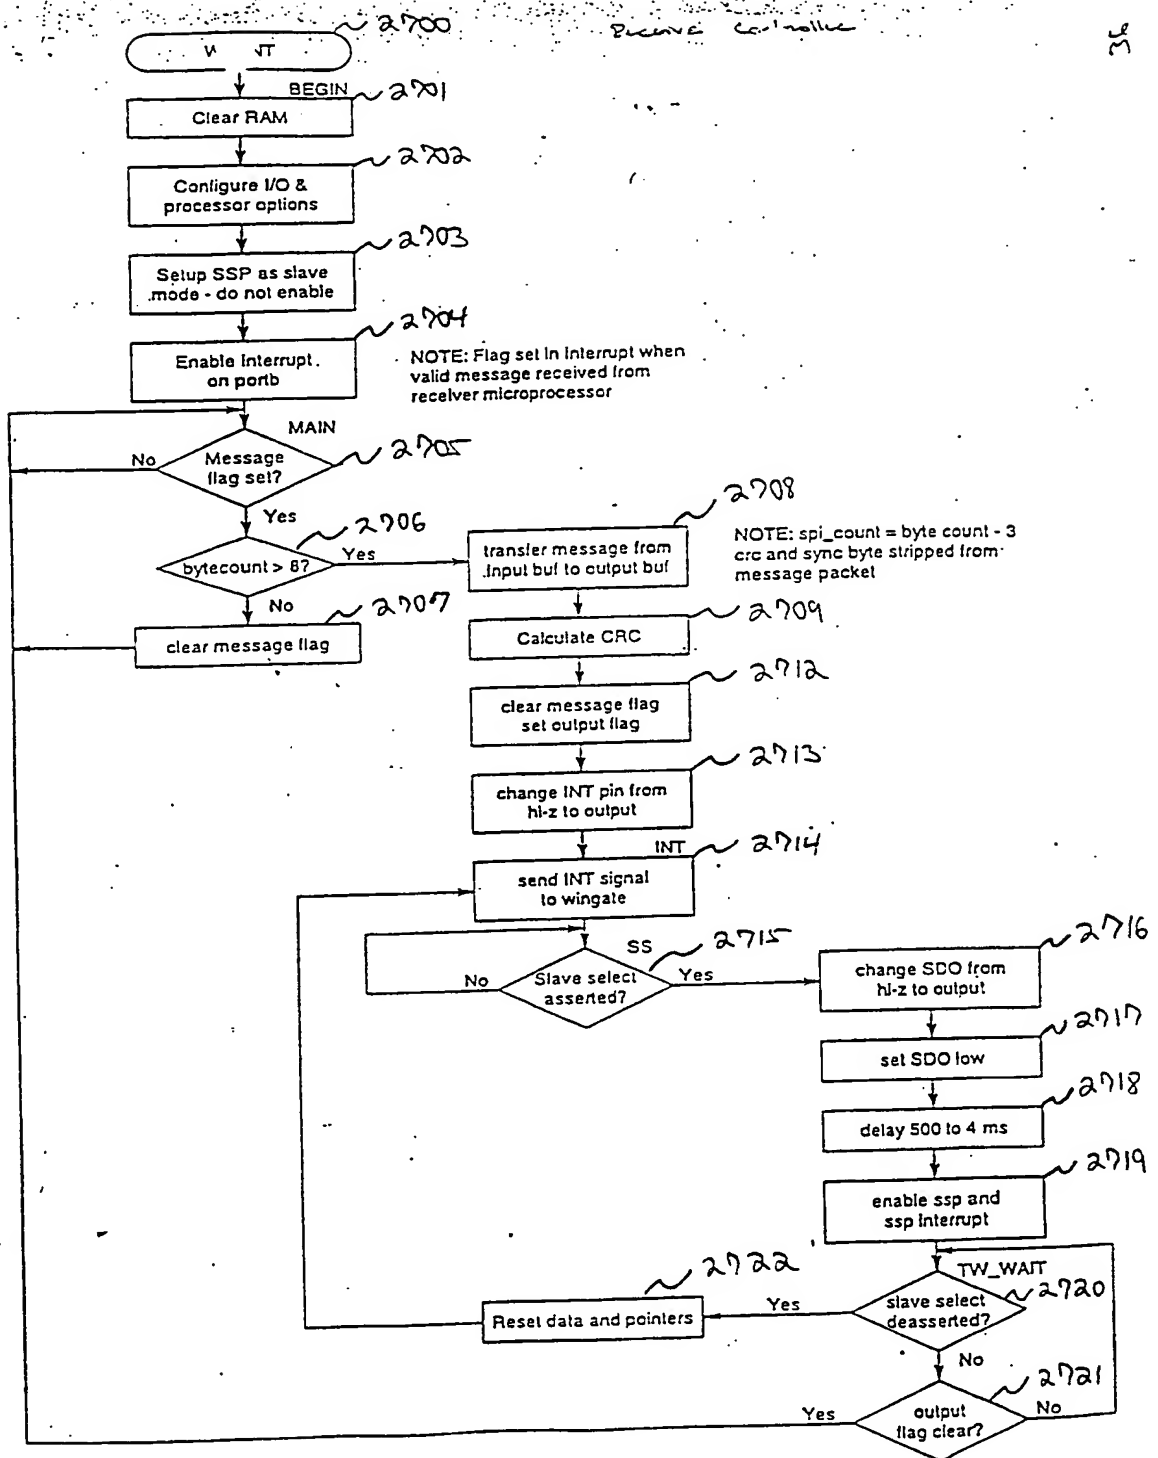 2700
Receive Controller
BEGIN
2701
Clear RAM
2702
Configure I/O &
processor options
2703
Setup SSP as slave
mode - do not enable
2704
Enable Interrupt
on portb
NOTE: Flag set in Interrupt when
valid message received from
receiver microprocessor
MAIN
2705
Message
flag set?
No
Yes
2706
bytecount > 8?
Yes
No
2707
clear message flag
2708
transfer message from
input buf to output buf
NOTE: spi_count = byte count - 3
crc and sync byte stripped from
message packet
2709
Calculate CRC
2712
clear message flag
set output flag
2713
change INT pin from
hi-z to output
INT
2714
send INT signal
to wingate
SS
2715
Slave select
asserted?
No
Yes
2716
change SDO from
hi-z to output
2717
set SDO low
2718
delay 500 to 4 ms
2719
enable ssp and
ssp Interrupt
TW_WAIT
2720
slave select
deasserted?
Yes
No
2722
Reset data and pointers
2721
output
flag clear?
Yes
No